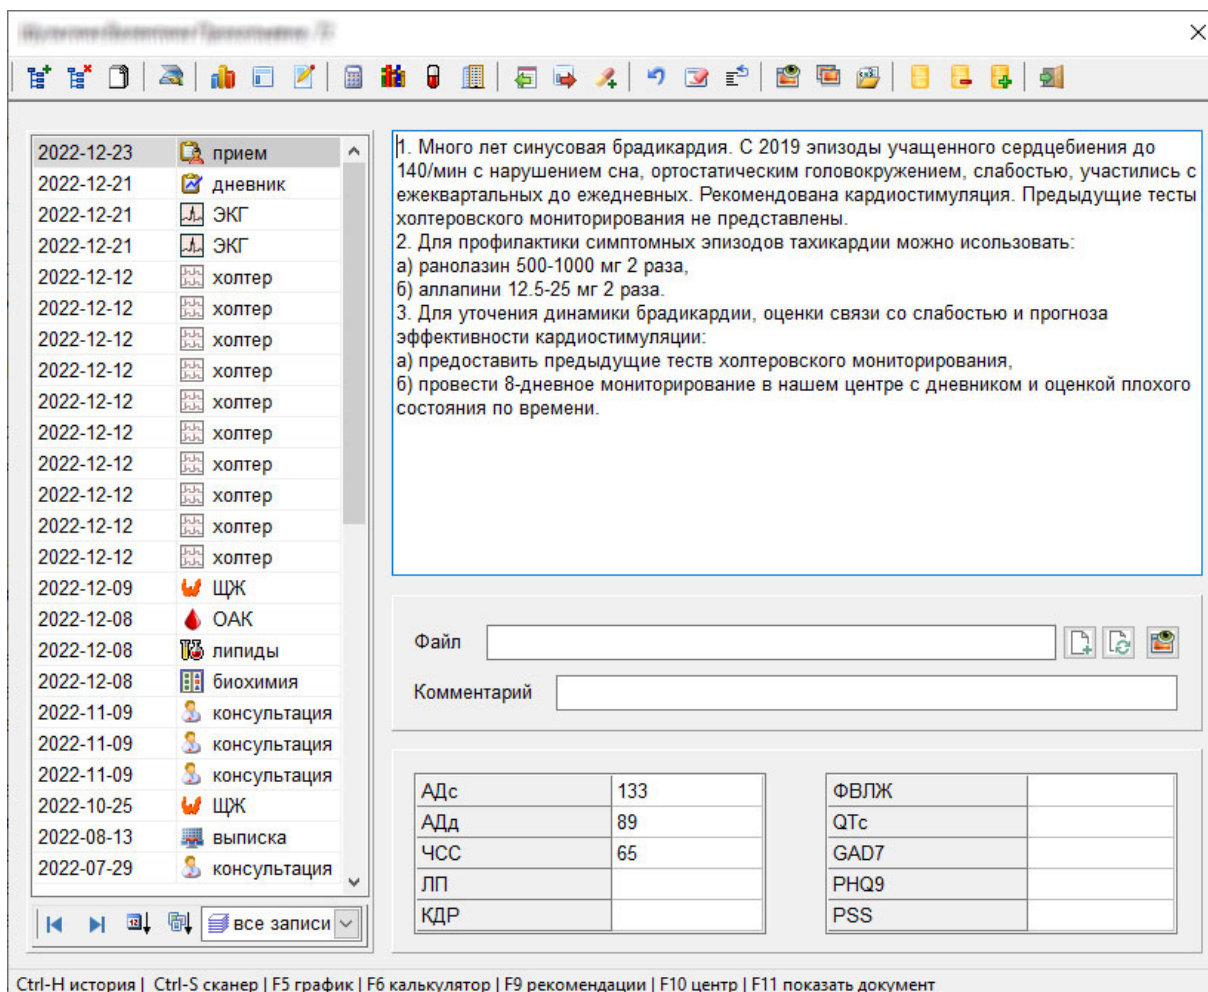 2022-12-23 прием
2022-12-21 дневник
2022-12-21 ЭКГ
2022-12-21 ЭКГ
2022-12-12 холтер
2022-12-12 холтер
2022-12-12 холтер
2022-12-12 холтер
2022-12-12 холтер
2022-12-12 холтер
2022-12-12 холтер
2022-12-12 холтер
2022-12-12 холтер
2022-12-12 холтер
2022-12-09 ЩЖ
2022-12-08 ОАК
2022-12-08 липиды
2022-12-08 биохимия
2022-11-09 консультация
2022-11-09 консультация
2022-11-09 консультация
2022-10-25 ЩЖ
2022-08-13 выписка
2022-07-29 консультация
все записи
1. Много лет синусовая брадикардия. С 2019 эпизоды учащенного сердцебиения до
140/мин с нарушением сна, ортостатическим головокружением, слабостью, участились с
ежеквартальных до ежедневных. Рекомендована кардиостимуляция. Предыдущие тесты
холтеровского мониторирования не представлены.
2. Для профилактики симптомных эпизодов тахикардии можно исользовать:
а) ранолазин 500-1000 мг 2 раза,
б) аллапини 12.5-25 мг 2 раза.
3. Для уточения динамики брадикардии, оценки связи со слабостью и прогноза
эффективности кардиостимуляции:
а) предоставить предыдущие теств холтеровского мониторирования,
б) провести 8-дневное мониторирование в нашем центре с дневником и оценкой плохого
состояния по времени.
Файл
Комментарий
АДс 133
АДд 89
ЧСС 65
ЛП
КДР
ФВЛЖ
QTc
GAD7
PHQ9
PSS
Ctrl-H история | Ctrl-S сканер | F5 график | F6 калькулятор | F9 рекомендации | F10 центр | F11 показать документ